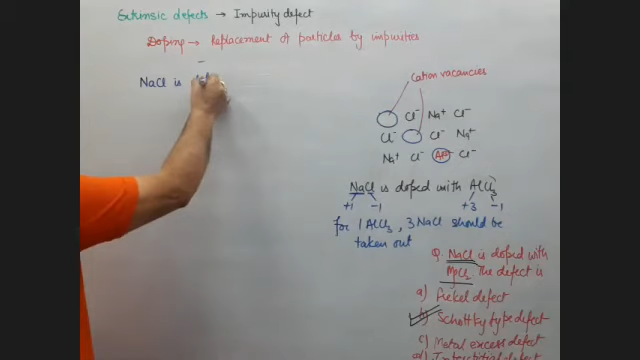 Extrinsic defects → Impurity defect
Doping → Replacement of particles by impurities
NaCl is
Cation vacancies
Cl⁻ Na⁺ Cl⁻
Cl⁻ Cl⁻ Na⁺
Na⁺ Cl⁻ Cl⁻
NaCl is doped with AlCl₃
+1 -1 +3 -1
for 1 AlCl₃, 3 NaCl should be
taken out
Q. NaCl is doped with
MgCl₂ The defect is
a) Frekel defect
b) Schottky type defect
c) Metal excess defect
d) Interstitial defect